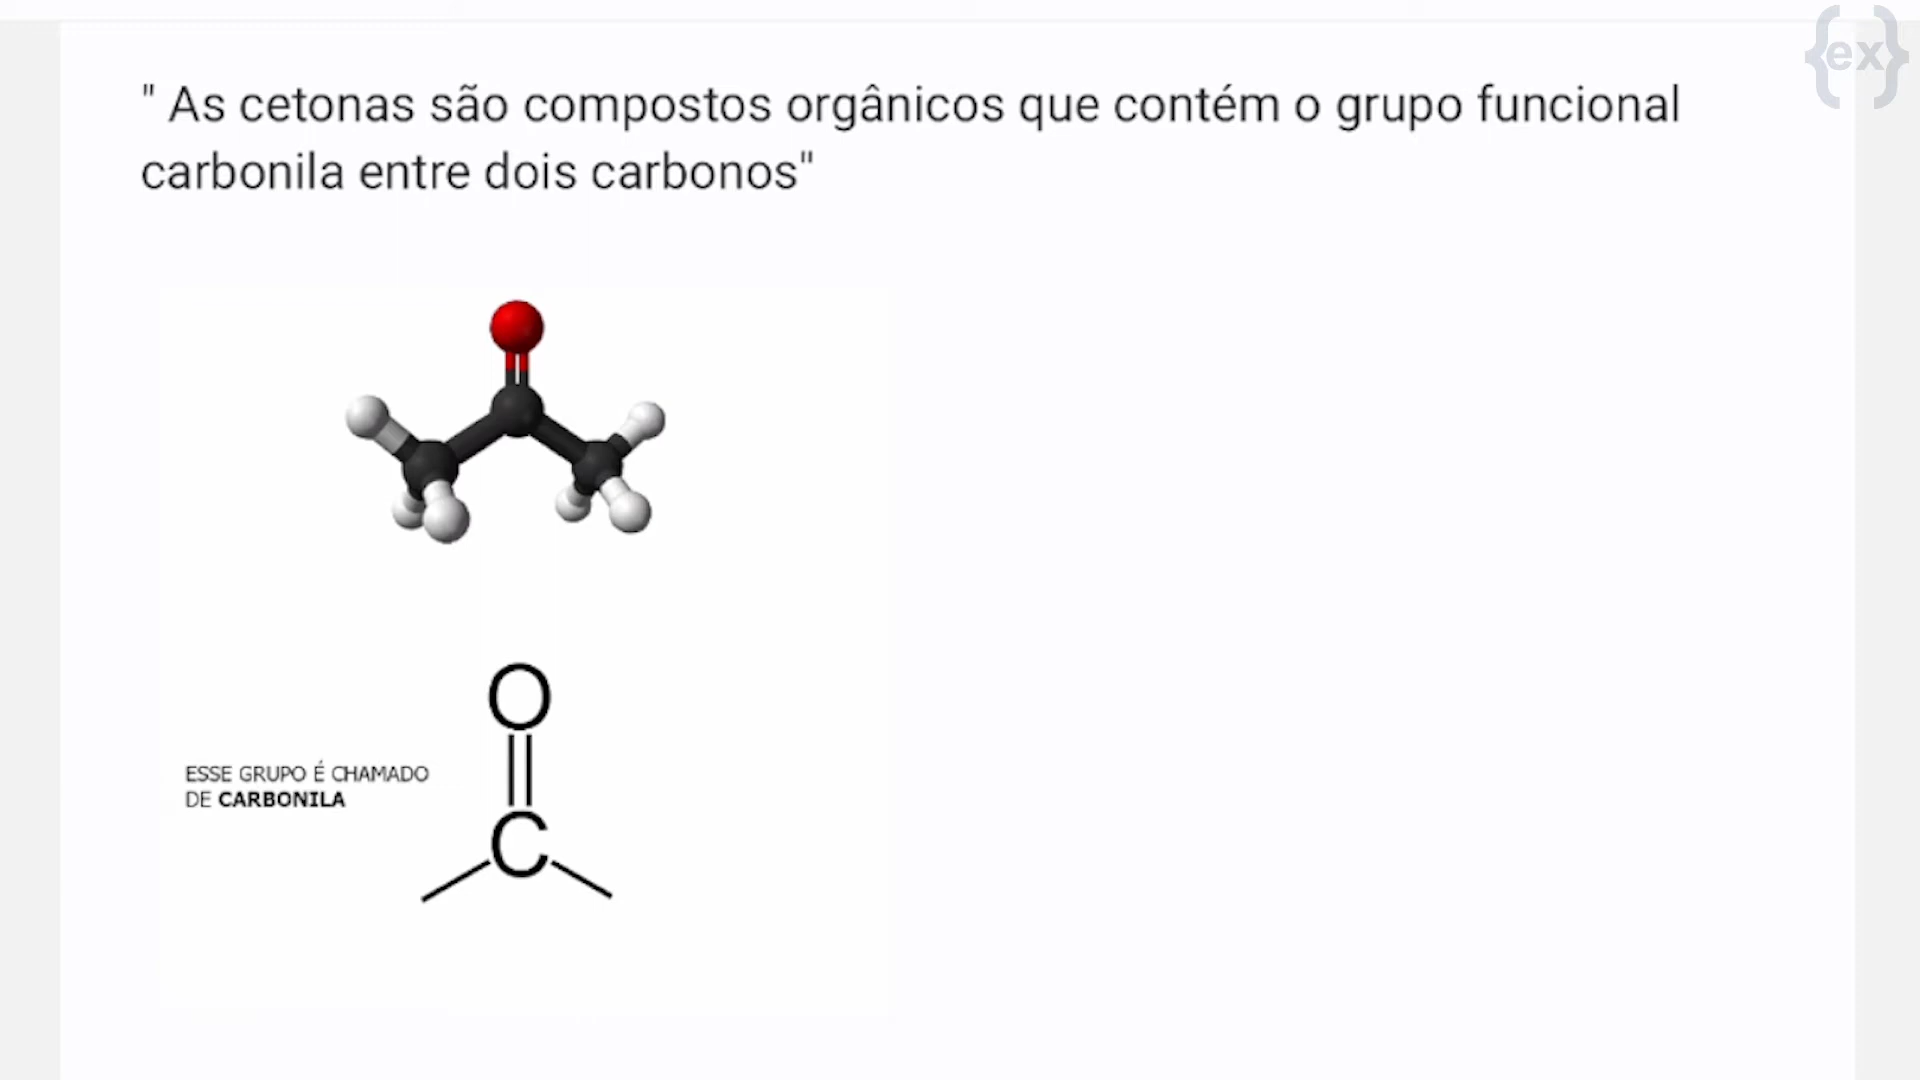 {ex}
" As cetonas são compostos orgânicos que contém o grupo funcional
carbonila entre dois carbonos"
O
ESSE GRUPO É CHAMADO
DE CARBONILA
C